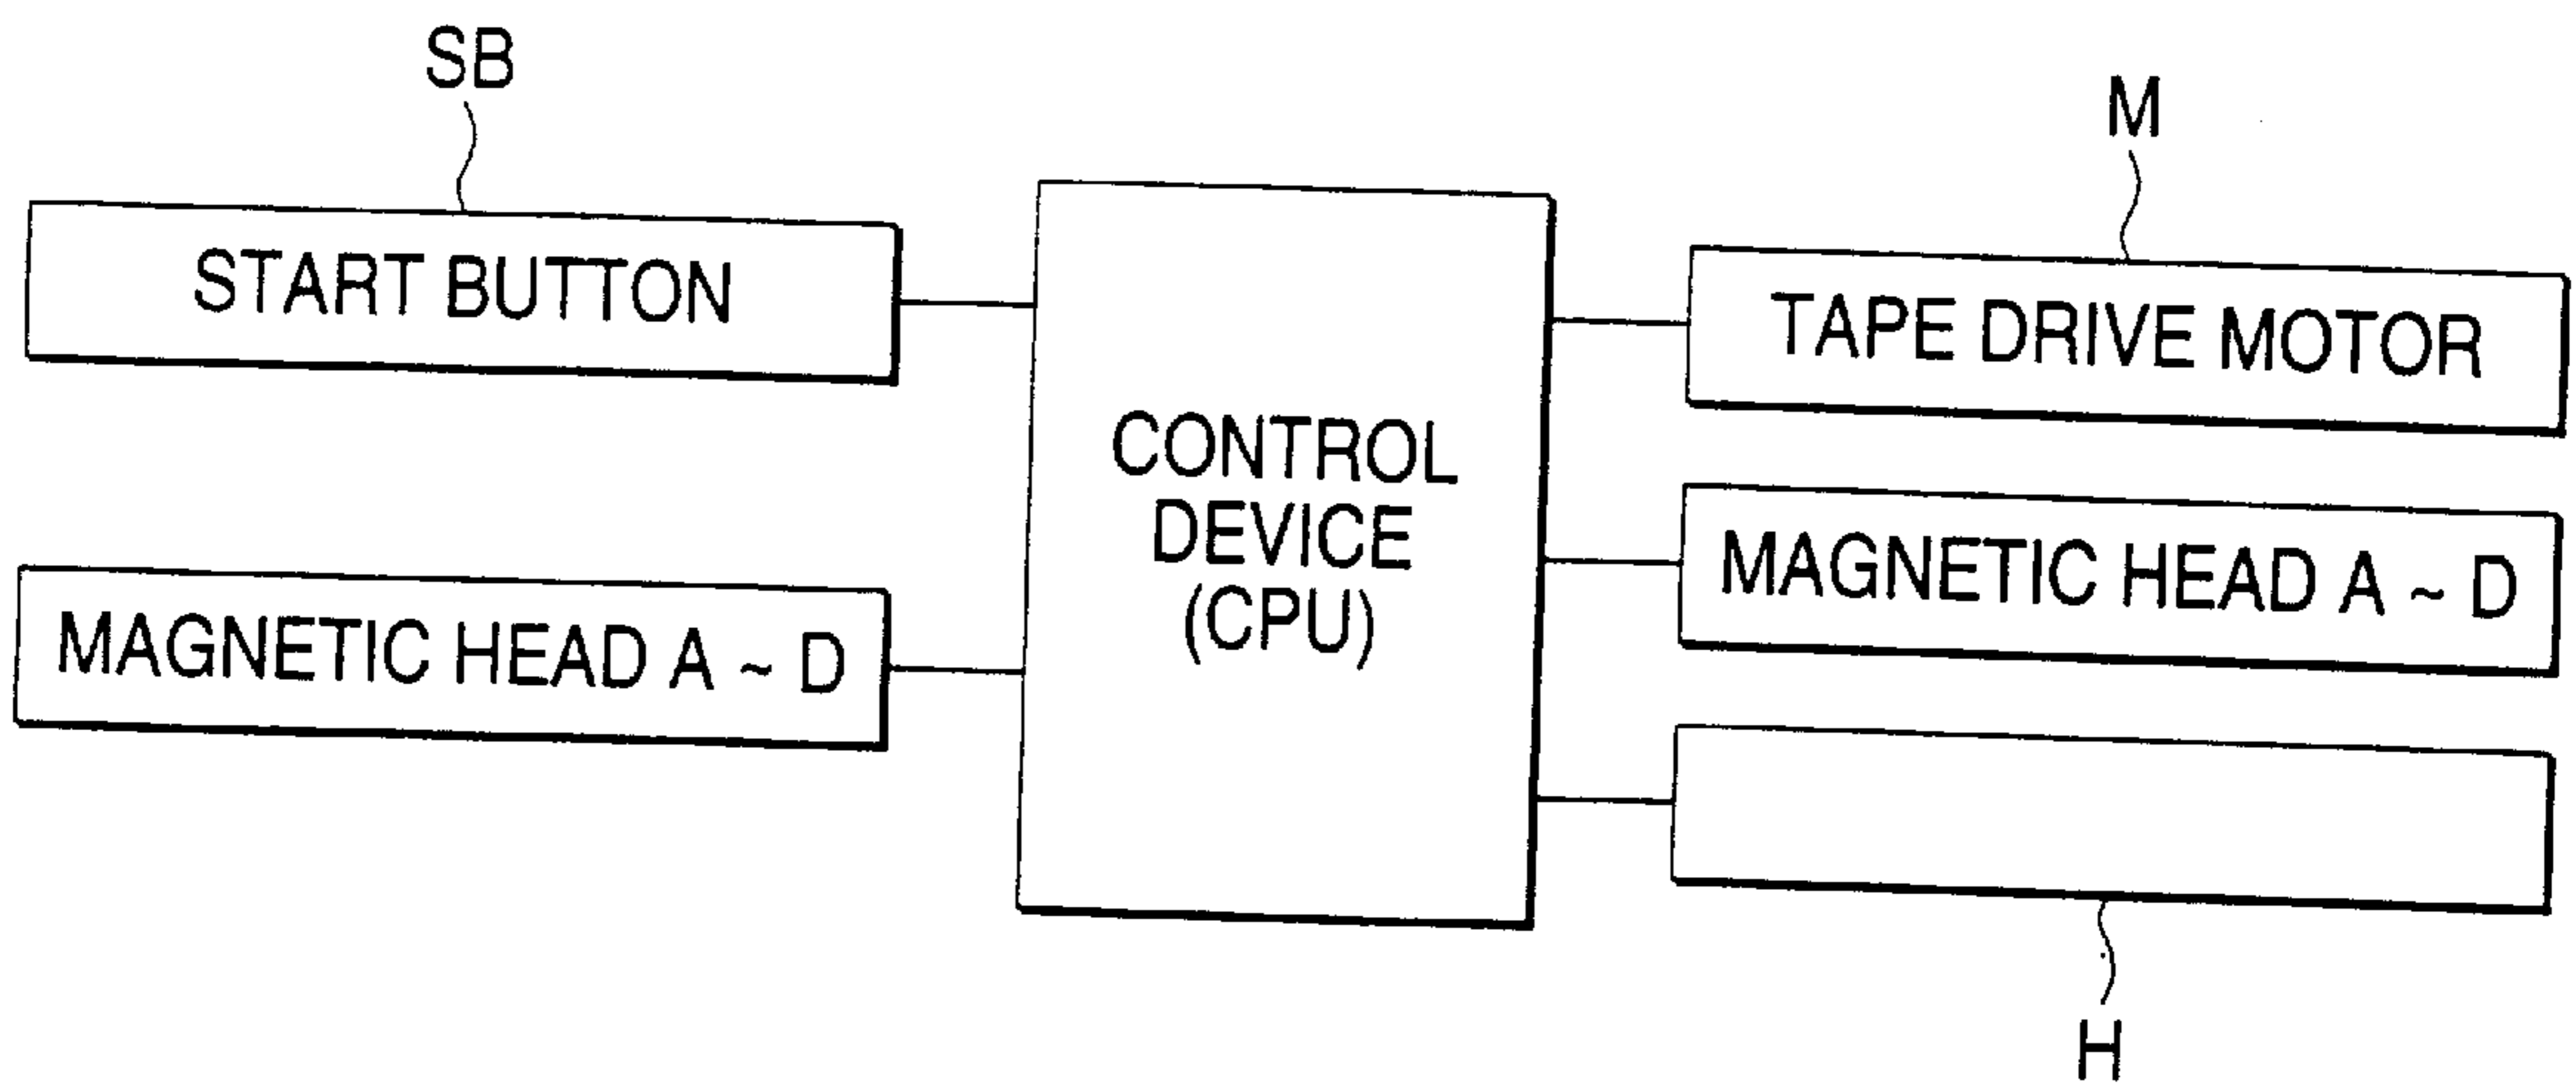 SB
START BUTTON
MAGNETIC HEAD A ~ D
CONTROL
DEVICE
(CPU)
M
TAPE DRIVE MOTOR
MAGNETIC HEAD A ~ D
H